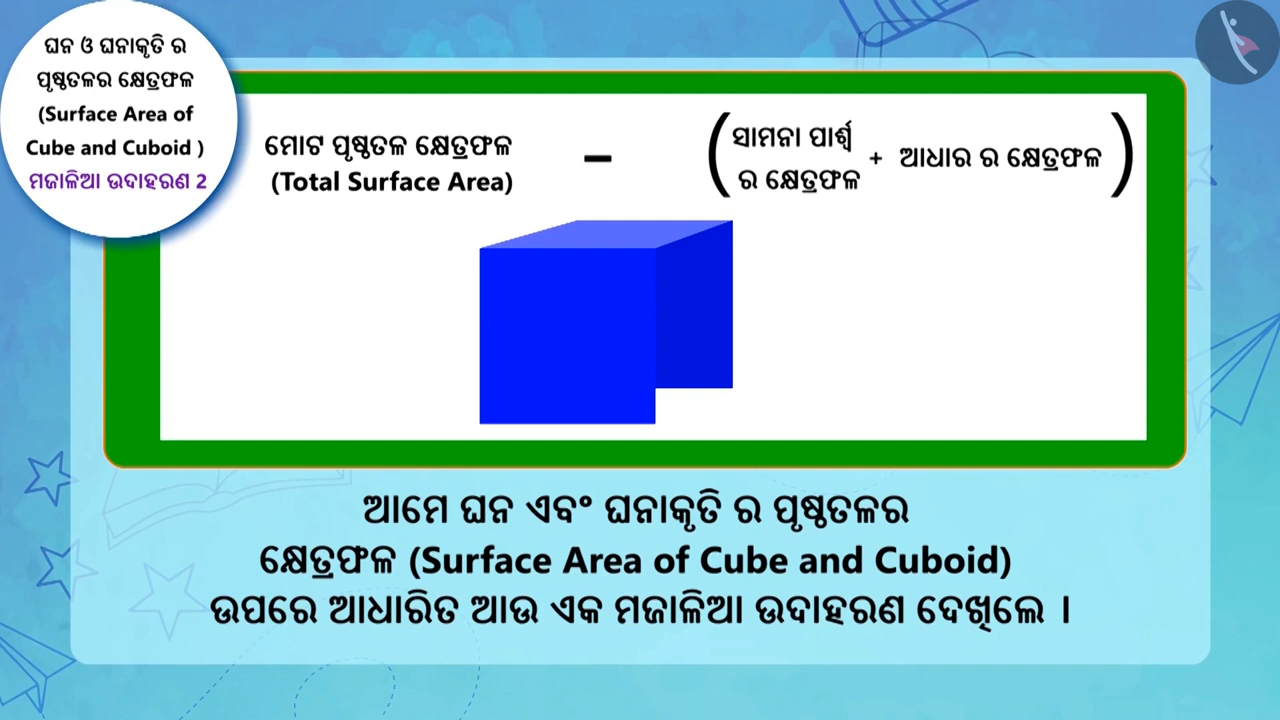 ଘନ ଓ ଘନାକୃତି ର
ପୃଷ୍ଠତଳର କ୍ଷେତ୍ରଫଳ
(Surface Area of
Cube and Cuboid )
ମଜାଳିଆ ଉଦାହରଣ 2
ମୋଟ ପୃଷ୍ଠତଳ କ୍ଷେତ୍ରଫଳ
(Total Surface Area)
−
(ସାମନା ପାର୍ଶ୍ଵ
ର କ୍ଷେତ୍ରଫଳ + ଆଧାର ର କ୍ଷେତ୍ରଫଳ)
ଆମେ ଘନ ଏବଂ ଘନାକୃତି ର ପୃଷ୍ଠତଳର
କ୍ଷେତ୍ରଫଳ (Surface Area of Cube and Cuboid)
ଉପରେ ଆଧାରିତ ଆଉ ଏକ ମଜାଳିଆ ଉଦାହରଣ ଦେଖିଲେ ।